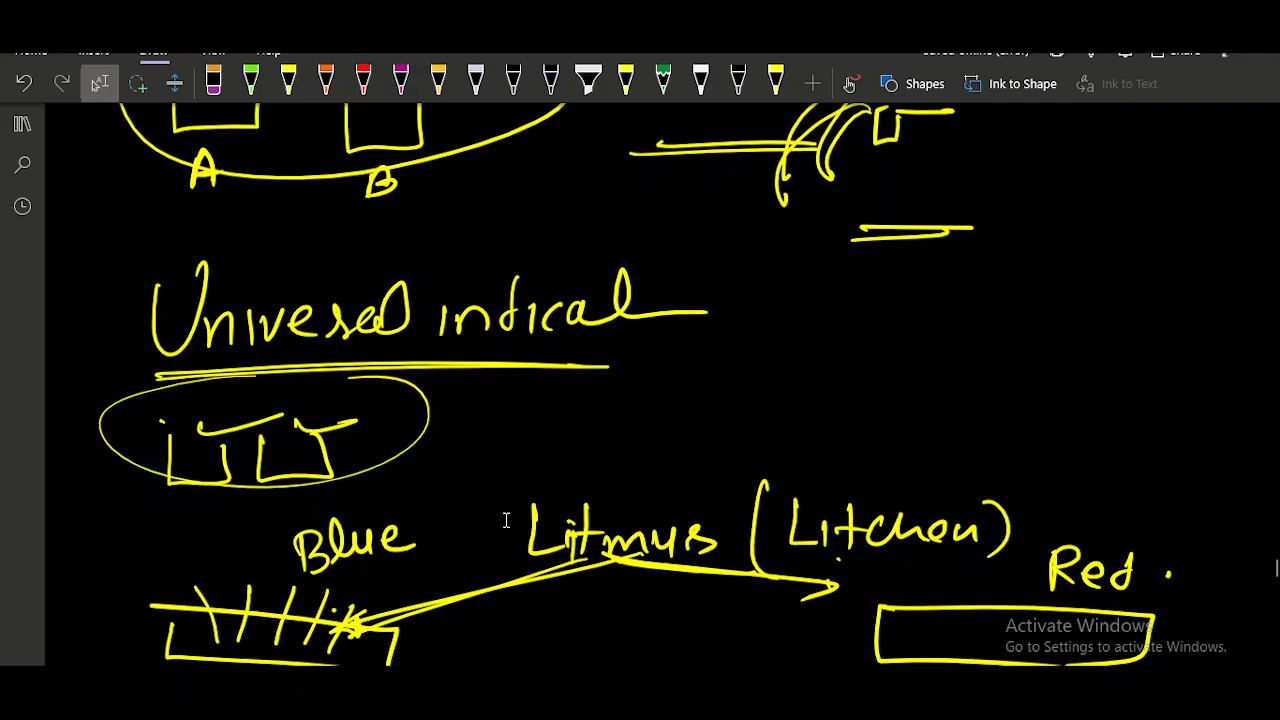 Shapes Ink to Shape Ink to Text
A
B
Universal indical
Blue
Litmus (Litchen)
Red .
Activate Windows
Go to Settings to activate Windows.